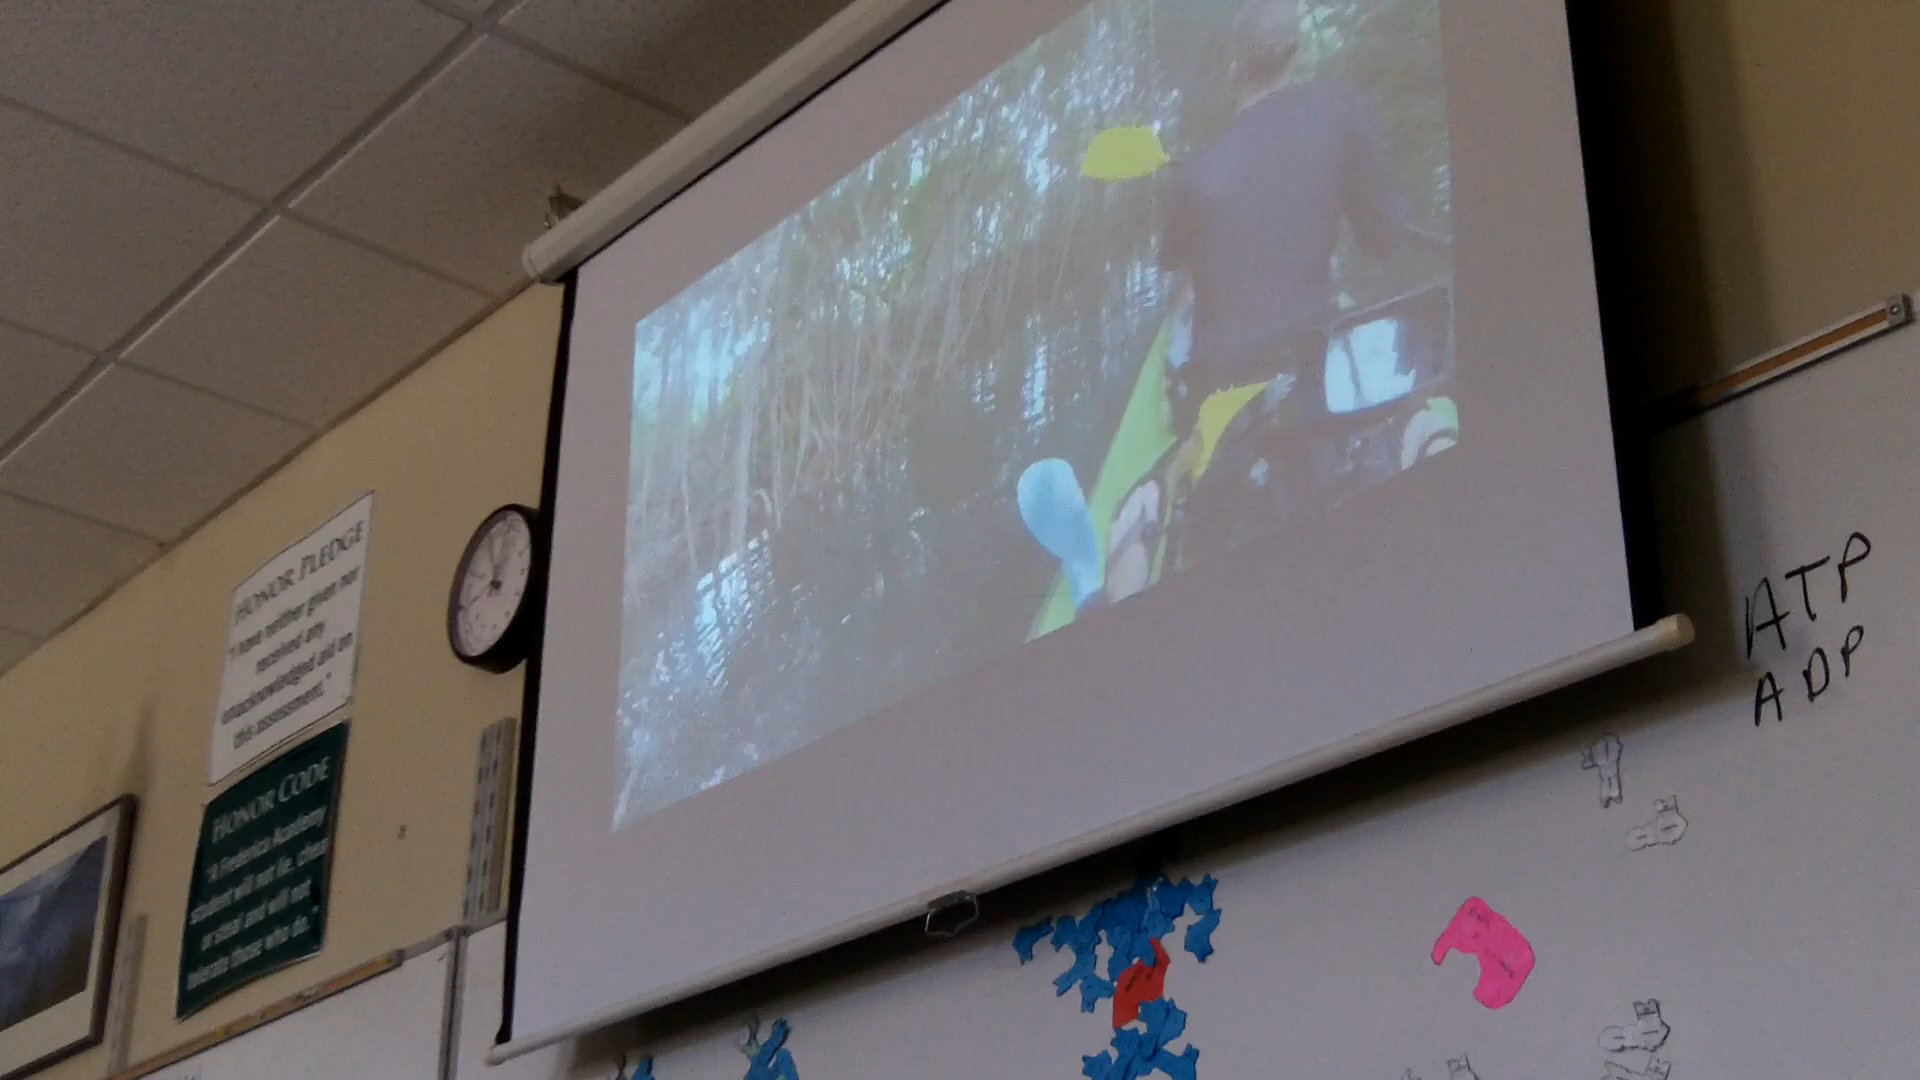 HONOR PLEDGE
"I have neither given nor
received any
unacknowledged aid on
this assessment."
HONOR CODE
"A Frederica Academy
student will not lie, cheat
or steal and will not
tolerate those who do."
ATP
ADP